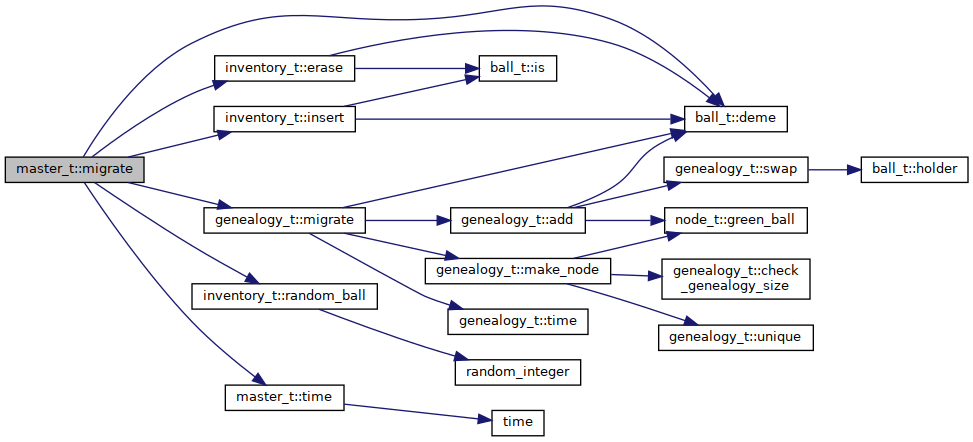 master_t::migrate
inventory_t::erase
inventory_t::insert
genealogy_t::migrate
inventory_t::random_ball
master_t::time
ball_t::is
genealogy_t::add
genealogy_t::make_node
genealogy_t::time
random_integer
time
ball_t::deme
genealogy_t::swap
node_t::green_ball
genealogy_t::check
_genealogy_size
genealogy_t::unique
ball_t::holder